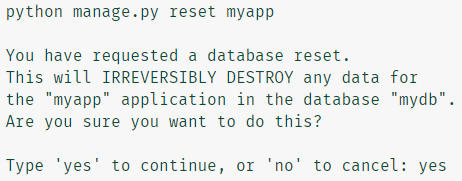 python manage.py reset myapp
You have requested a database reset.
This will IRREVERSIBLY DESTROY any data for
the "myapp" application in the database "mydb".
Are you sure you want to do this?
Type 'yes' to continue, or 'no' to cancel: yes